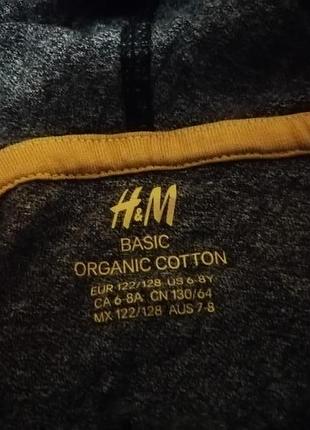 H&M
BASIC
ORGANIC COTTON
EUR 122/128 US 6-8Y
CA 6-8A CN 130/64
MX 122/128 AUS 7-8